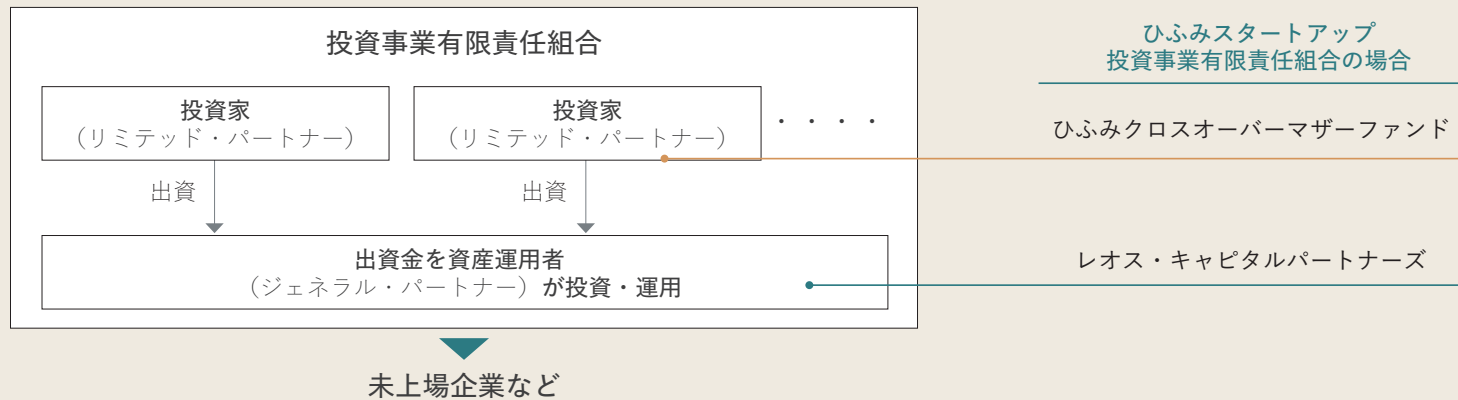 投資事業有限責任組合
投資家
（リミテッド・パートナー）
投資家
（リミテッド・パートナー）
・・・・
出資
出資
出資金を資産運用者
（ジェネラル・パートナー）が投資・運用
未上場企業など
ひふみスタートアップ
投資事業有限責任組合の場合
ひふみクロスオーバーマザーファンド
レオス・キャピタルパートナーズ